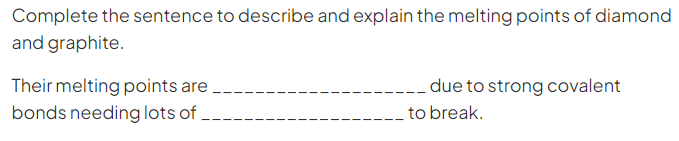 Complete the sentence to describe and explain the melting points of diamond
and graphite.
Their melting points are ____________________ due to strong covalent
bonds needing lots of ___________________ to break.